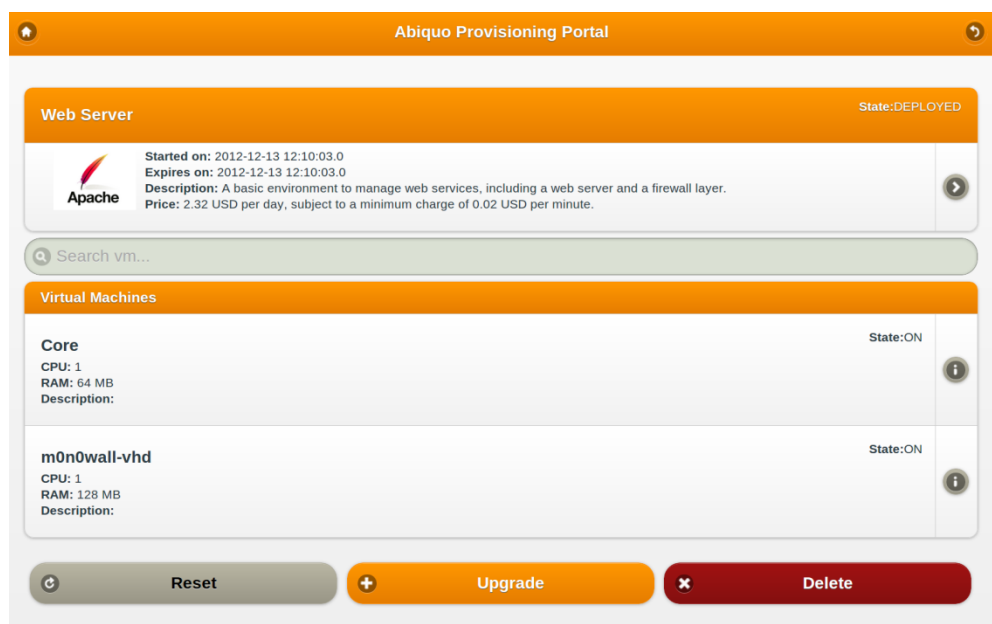 Abiquo Provisioning Portal
Web Server
State:DEPLOYED
Apache
Started on: 2012-12-13 12:10:03.0
Expires on: 2012-12-13 12:10:03.0
Description: A basic environment to manage web services, including a web server and a firewall layer.
Price: 2.32 USD per day, subject to a minimum charge of 0.02 USD per minute.
Search vm...
Virtual Machines
Core
State:ON
CPU: 1
RAM: 64 MB
Description:
m0n0wall-vhd
State:ON
CPU: 1
RAM: 128 MB
Description:
Reset
Upgrade
Delete